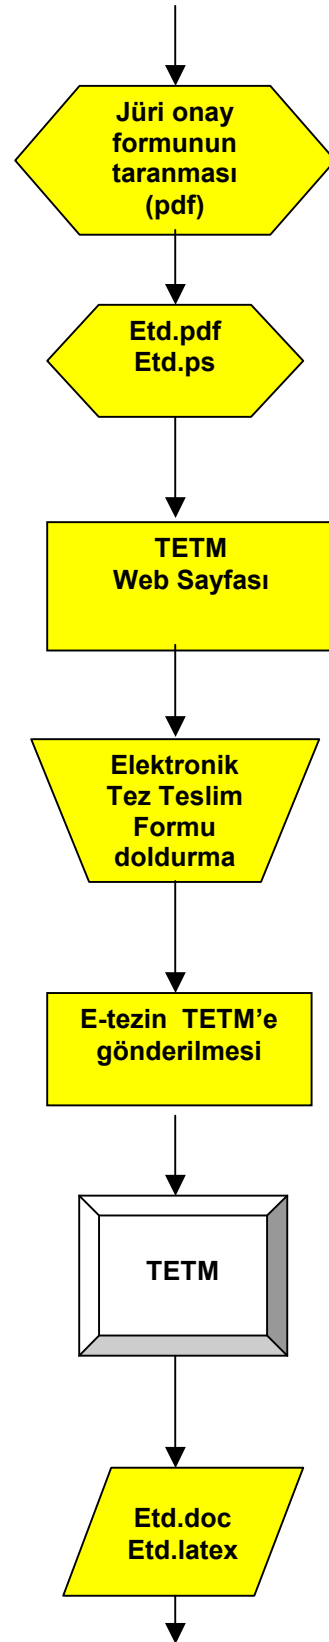 Jüri onay
formunun
taranması
(pdf)
Etd.pdf
Etd.ps
TETM
Web Sayfası
Elektronik
Tez Teslim
Formu
doldurma
E-tezin  TETM’e
gönderilmesi
TETM
Etd.doc
Etd.latex